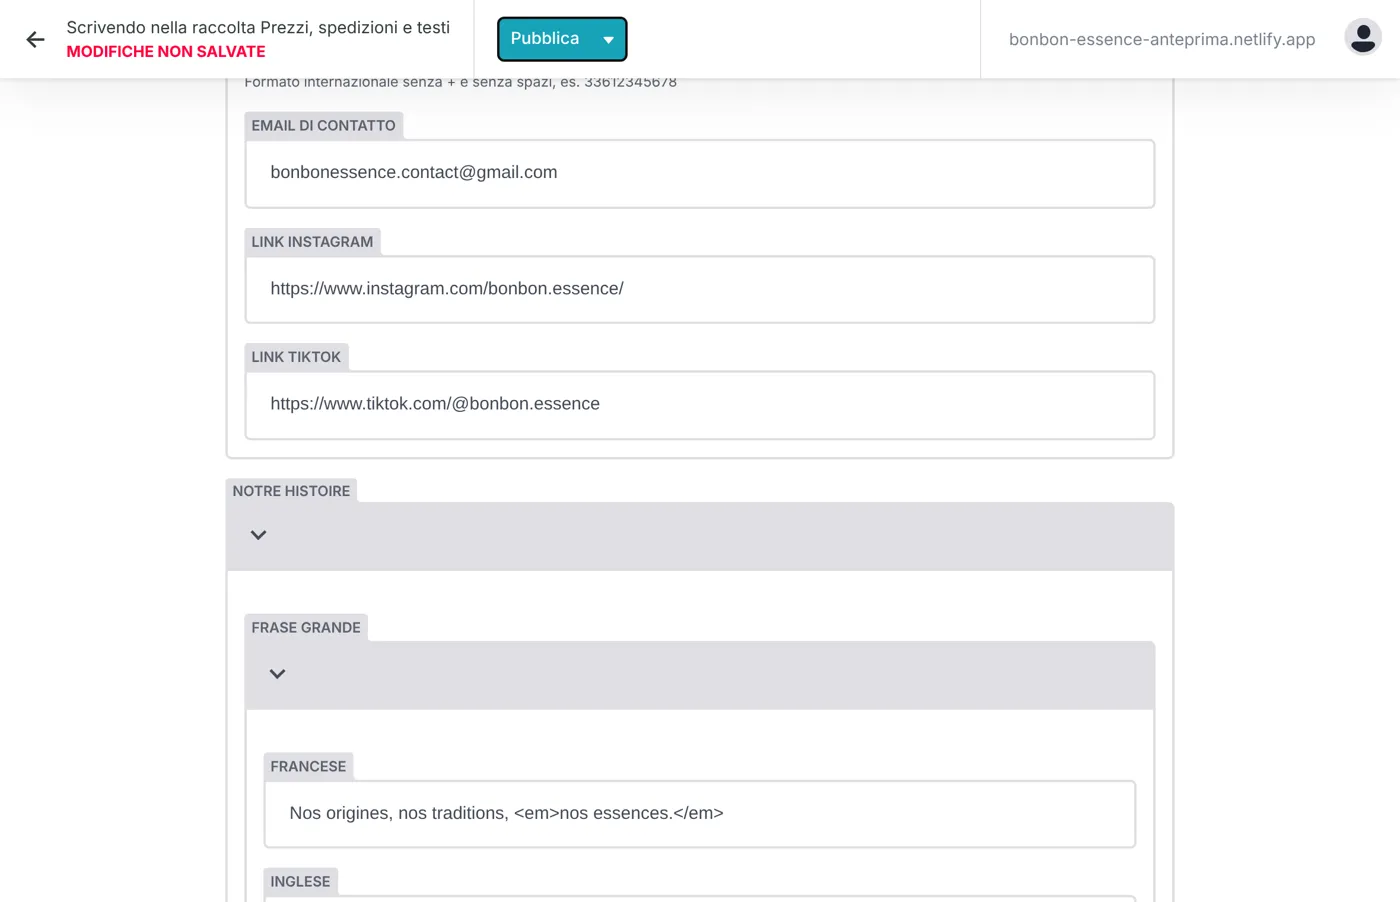 Scrivendo nella raccolta Prezzi, spedizioni e testi
MODIFICHE NON SALVATE
Pubblica
bonbon-essence-anteprima.netlify.app
Formato internazionale senza + e senza spazi, es. 33612345678
EMAIL DI CONTATTO
bonbonessence.contact@gmail.com
LINK INSTAGRAM
https://www.instagram.com/bonbon.essence/
LINK TIKTOK
https://www.tiktok.com/@bonbon.essence
NOTRE HISTOIRE
FRASE GRANDE
FRANCESE
Nos origines, nos traditions, <em>nos essences.</em>
INGLESE